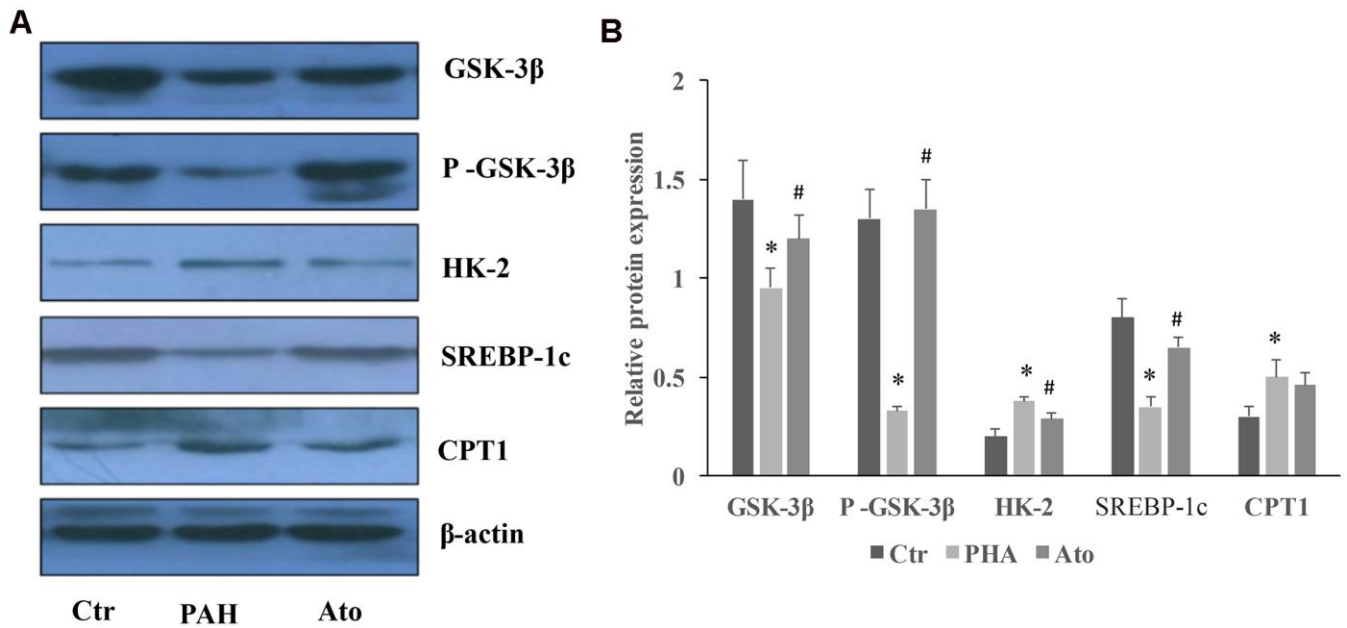 A
GSK-3β
P -GSK-3β
HK-2
SREBP-1c
CPT1
β-actin
Ctr PAH Ato
B
Relative protein expression
2
1.5
1
0.5
0
* # * # * # * # *
GSK-3β P -GSK-3β HK-2 SREBP-1c CPT1
Ctr PHA Ato